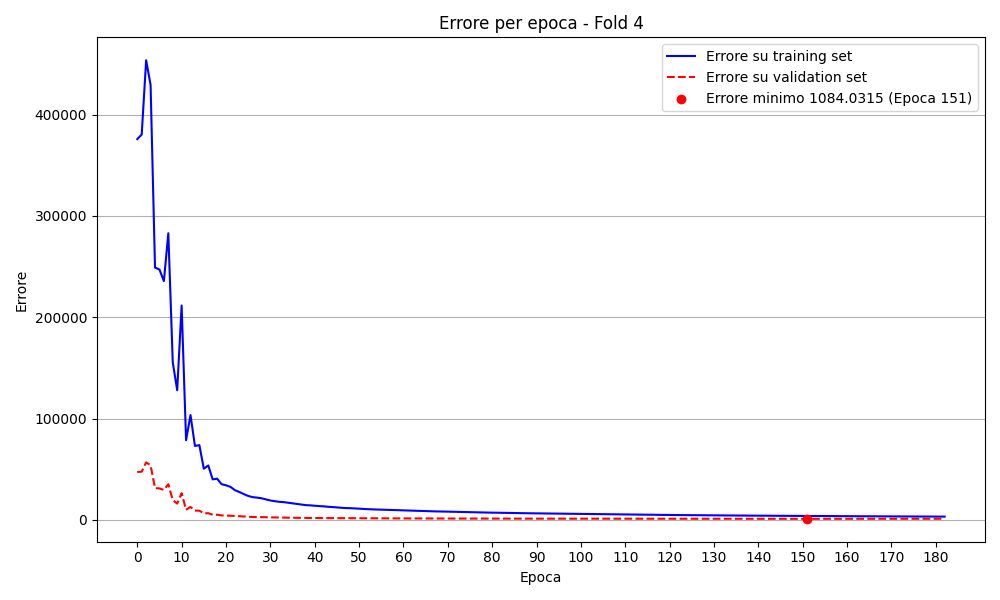 Errore per epoca - Fold 4
Errore su training set
Errore su validation set
Errore minimo 1084.0315 (Epoca 151)
Errore
400000
300000
200000
100000
0
0 10 20 30 40 50 60 70 80 90 100 110 120 130 140 150 160 170 180
Epoca